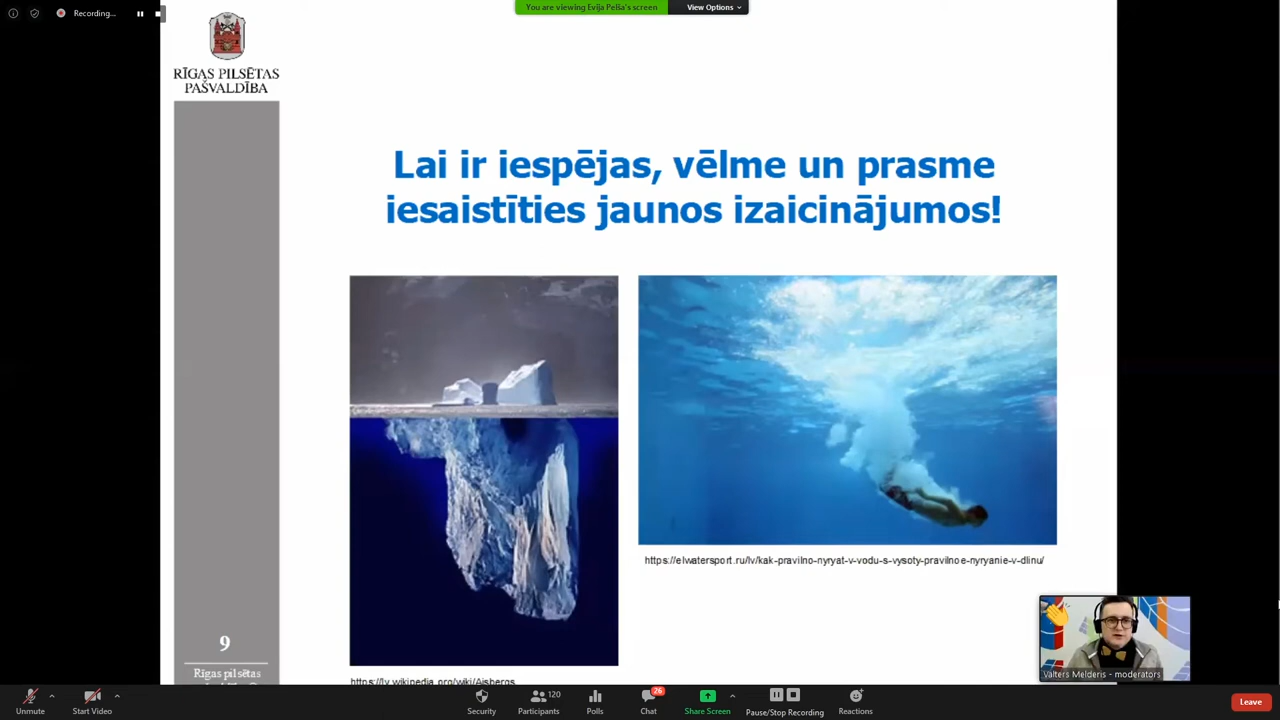 Recording...
You are viewing Evija Pelša's screen
View Options
RĪGAS PILSĒTAS
PAŠVALDĪBA
Lai ir iespējas, vēlme un prasme
iesaistīties jaunos izaicinājumos!
https://elwatersport.ru/lv/kak-pravilno-nyryat-v-vodu-s-vysoty-pravilnoe-nyryanie-v-dlinu/
9
Rīgas pilsētas
https://lv.wikipedia.org/wiki/Aisbergs
Valters Melderis - moderators
Unmute
Start Video
Security
Participants
120
Polls
Chat
26
Share Screen
Pause/Stop Recording
Reactions
Leave